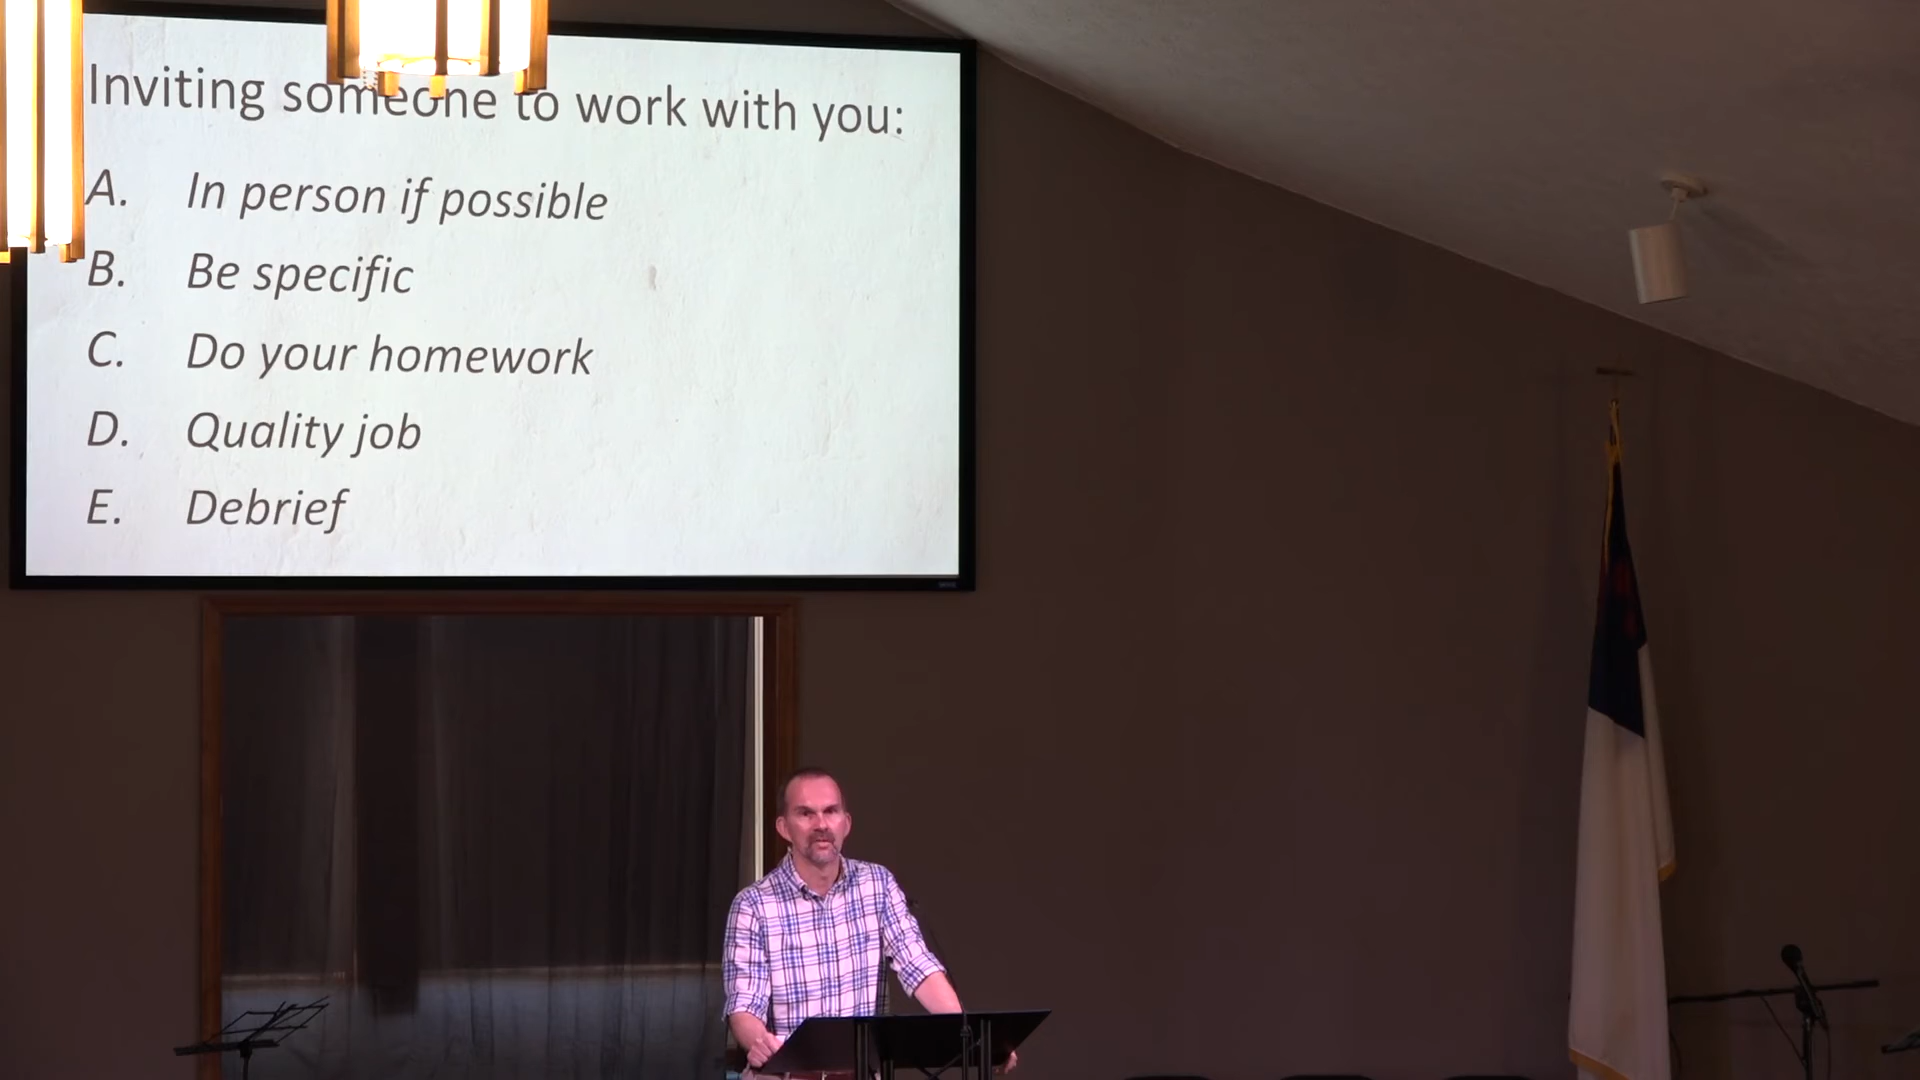 Inviting someone to work with you:
A. In person if possible
B. Be specific
C. Do your homework
D. Quality job
E. Debrief